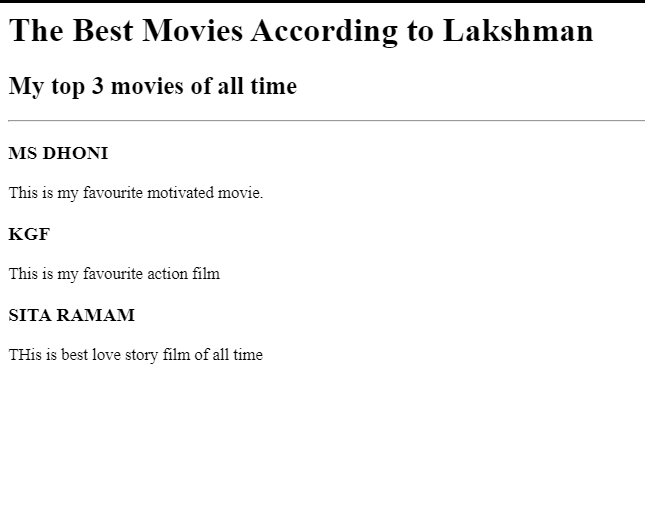 The Best Movies According to Lakshman
My top 3 movies of all time
MS DHONI
This is my favourite motivated movie.
KGF
This is my favourite action film
SITA RAMAM
THis is best love story film of all time